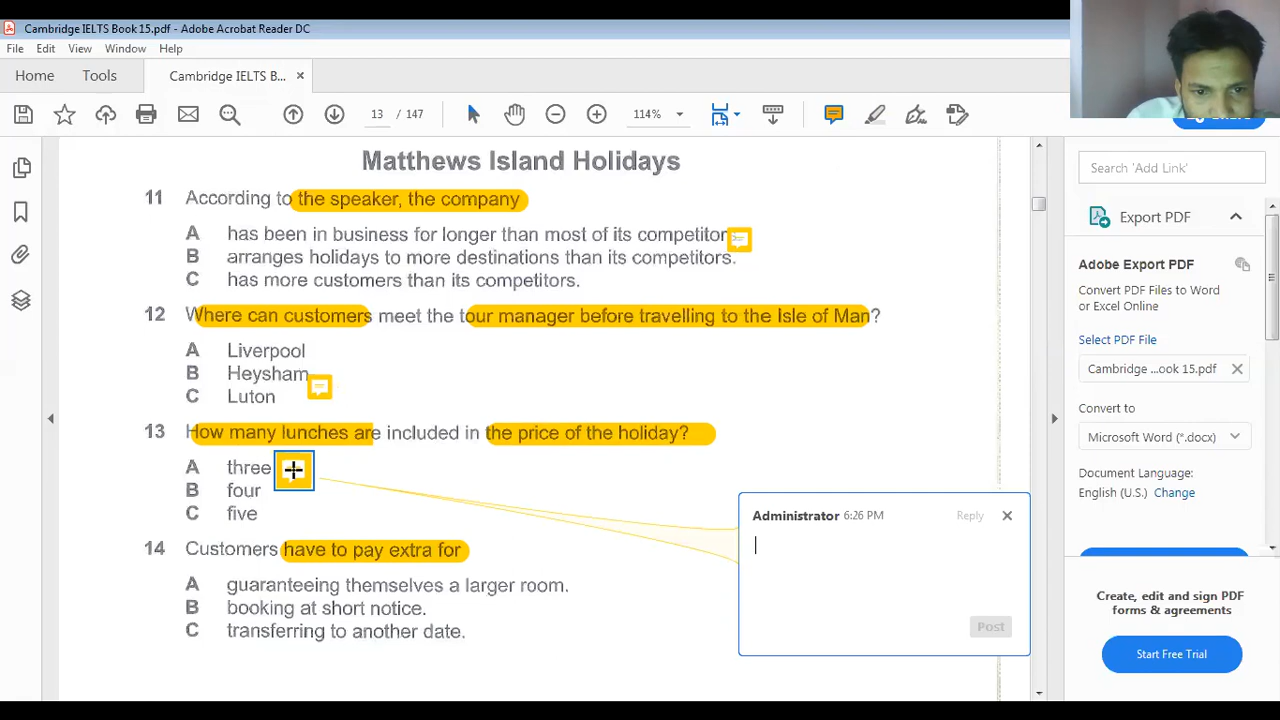 Cambridge IELTS Book 15.pdf - Adobe Acrobat Reader DC
File Edit View Window Help
Home Tools Cambridge IELTS B... ×
13 / 147 114%
Matthews Island Holidays
11 According to the speaker, the company
A has been in business for longer than most of its competitor
B arranges holidays to more destinations than its competitors.
C has more customers than its competitors.
12 Where can customers meet the tour manager before travelling to the Isle of Man?
A Liverpool
B Heysham
C Luton
13 How many lunches are included in the price of the holiday?
A three
B four
C five
14 Customers have to pay extra for
A guaranteeing themselves a larger room.
B booking at short notice.
C transferring to another date.
Administrator 6:26 PM Reply ×
Post
Search 'Add Link'
Export PDF
Adobe Export PDF
Convert PDF Files to Word
or Excel Online
Select PDF File
Cambridge ...ook 15.pdf ×
Convert to
Microsoft Word (*.docx)
Document Language:
English (U.S.) Change
Create, edit and sign PDF
forms & agreements
Start Free Trial